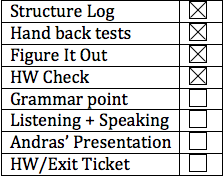 Structure Log
Hand back tests
Figure It Out
HW Check
Grammar point
Listening + Speaking
Andras’ Presentation
HW/Exit Ticket